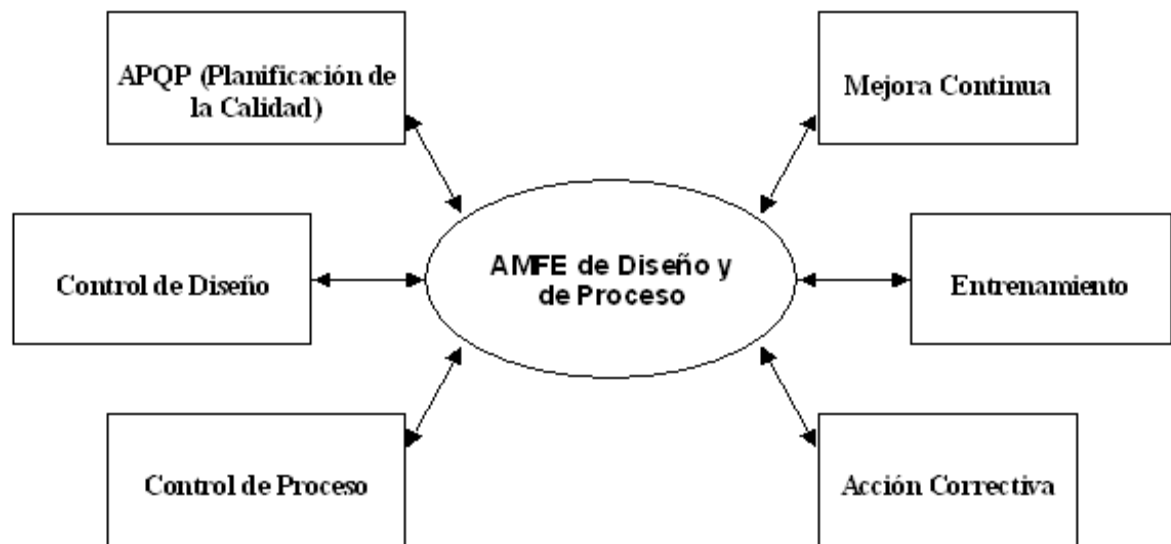 APQP (Planificación de
la Calidad)
Mejora Continua
Control de Diseño
AMFE de Diseño y
de Proceso
Entrenamiento
Control de Proceso
Acción Correctiva